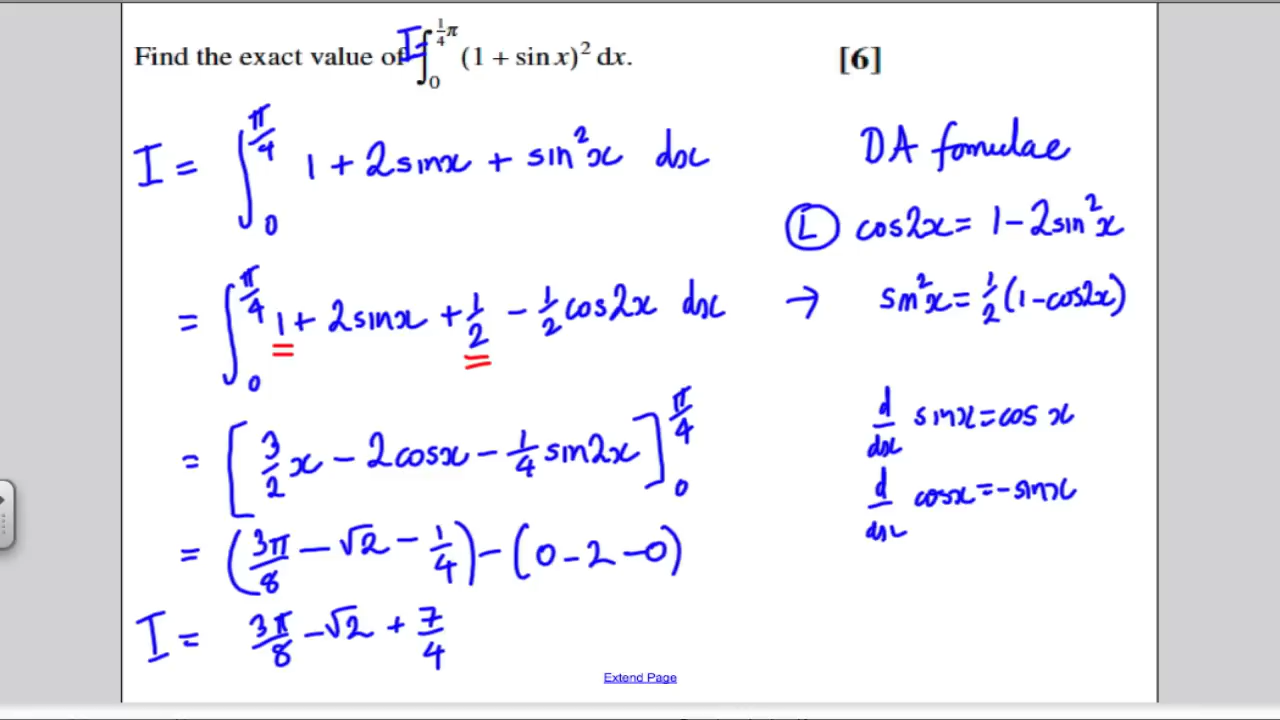 Find the exact value of I = ∫₀^{¼π} (1 + sin x)² dx. [6]
I = ∫₀^{π/4} 1 + 2sinx + sin²x dx
DA fomulae
Ⓛ cos2x = 1 - 2sin²x
= ∫₀^{π/4} 1 + 2sinx + 1/2 - 1/2 cos2x dx
→ sin²x = 1/2 (1 - cos2x)
= [3/2 x - 2cosx - 1/4 sin2x]₀^{π/4}
d/dx sinx = cos x
d/dx cosx = -sinx
= (3π/8 - √2 - 1/4) - (0 - 2 - 0)
I = 3π/8 - √2 + 7/4
Extend Page